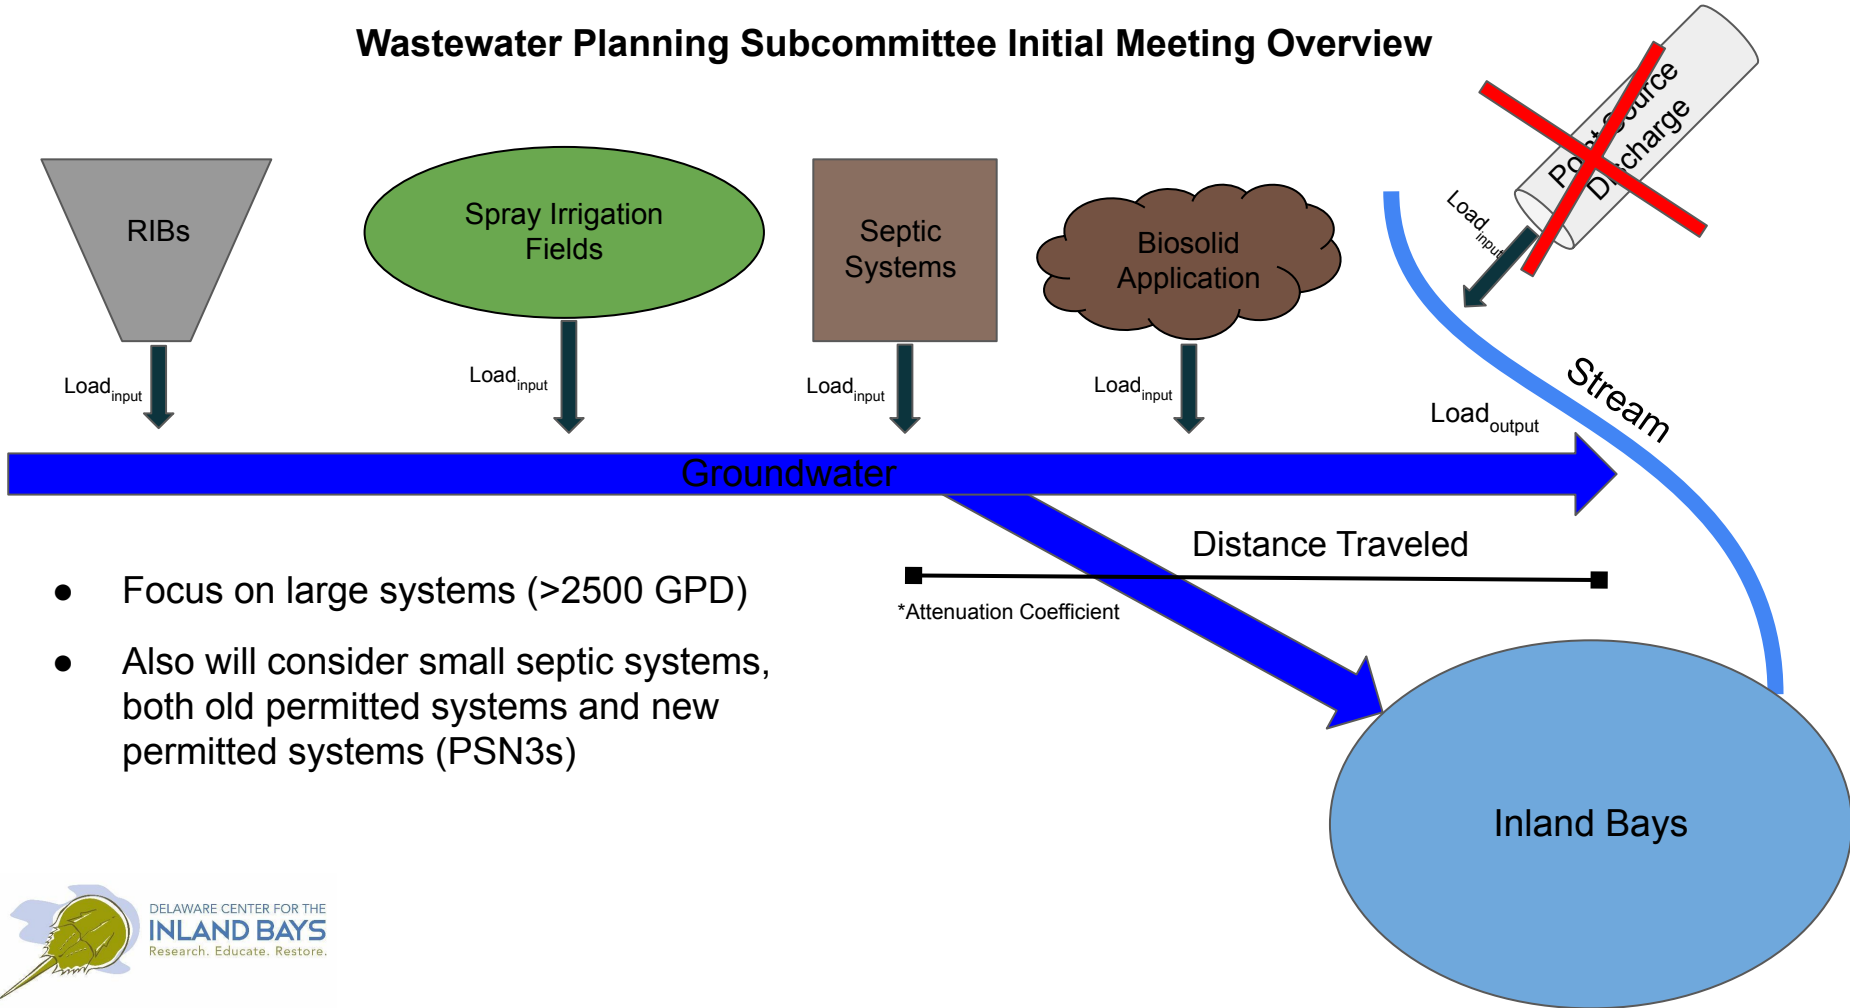 Wastewater Planning Subcommittee Initial Meeting Overview
Point Source
Discharge
RIBs
Spray Irrigation
Fields
Septic
Systems
Biosolid
Application
Load input
Load input
Load input
Load input
Load input
Load output
Stream
Groundwater
Distance Traveled
*Attenuation Coefficient
● Focus on large systems (>2500 GPD)
● Also will consider small septic systems,
both old permitted systems and new
permitted systems (PSN3s)
Inland Bays
DELAWARE CENTER FOR THE
INLAND BAYS
Research. Educate. Restore.